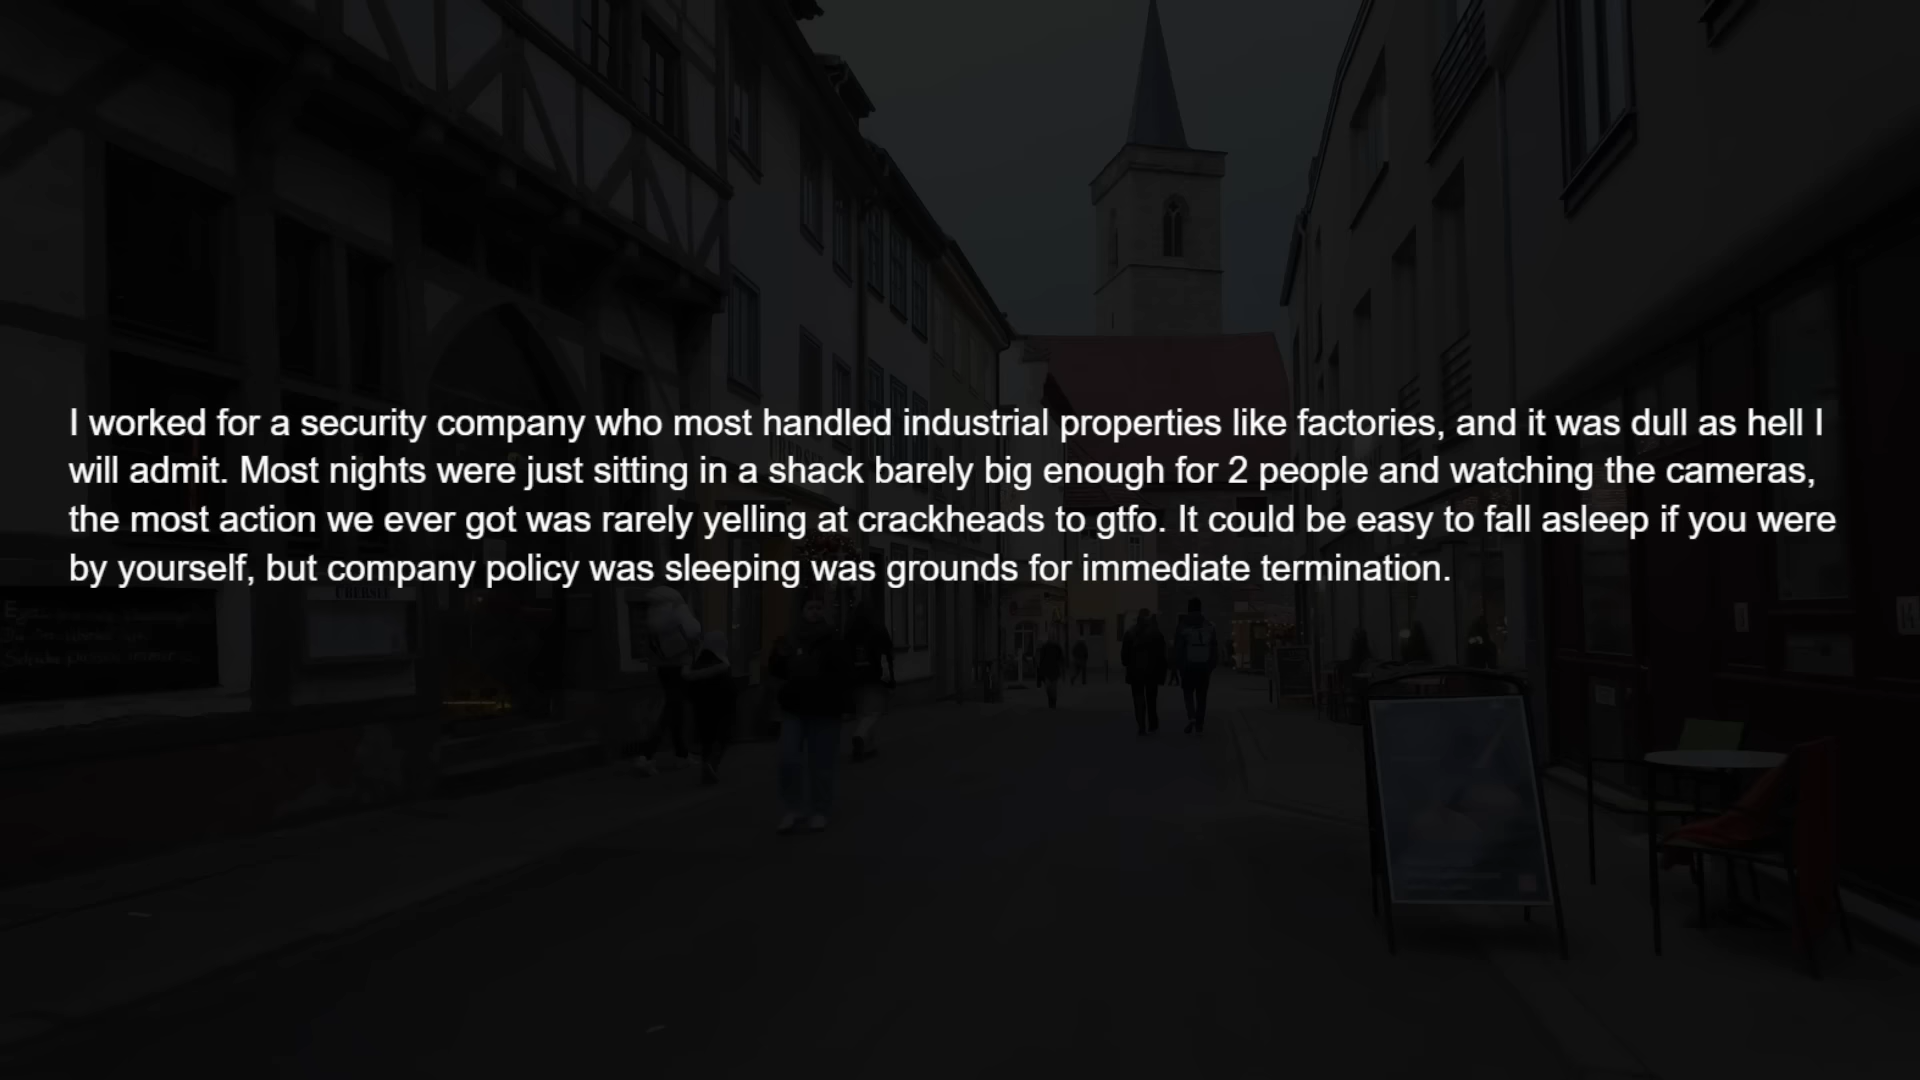 I worked for a security company who most handled industrial properties like factories, and it was dull as hell I
will admit. Most nights were just sitting in a shack barely big enough for 2 people and watching the cameras,
the most action we ever got was rarely yelling at crackheads to gtfo. It could be easy to fall asleep if you were
by yourself, but company policy was sleeping was grounds for immediate termination.